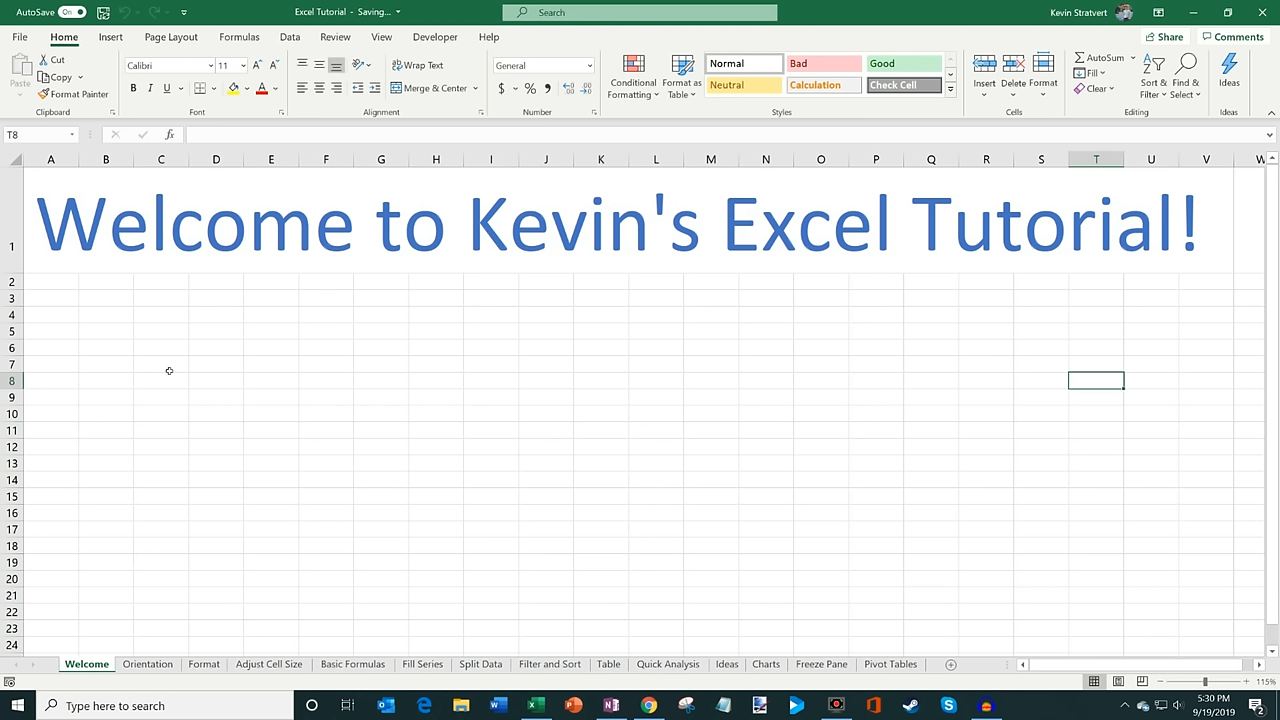 AutoSave On Excel Tutorial - Saving... Search Kevin Stratvert
File Home Insert Page Layout Formulas Data Review View Developer Help Share Comments
Paste Cut Copy Format Painter Clipboard
Calibri 11 B I U Font
Wrap Text Merge & Center Alignment
General $ % , Number
Conditional Formatting Format as Table Normal Bad Good Neutral Calculation Check Cell Styles
Insert Delete Format Cells
AutoSum Fill Clear Sort & Filter Find & Select Editing
Ideas Ideas
T8 fx
A B C D E F G H I J K L M N O P Q R S T U V W
1 Welcome to Kevin's Excel Tutorial!
2
3
4
5
6
7
8
9
10
11
12
13
14
15
16
17
18
19
20
21
22
23
24
Welcome Orientation Format Adjust Cell Size Basic Formulas Fill Series Split Data Filter and Sort Table Quick Analysis Ideas Charts Freeze Pane Pivot Tables
115%
Type here to search 5:30 PM
9/19/2019